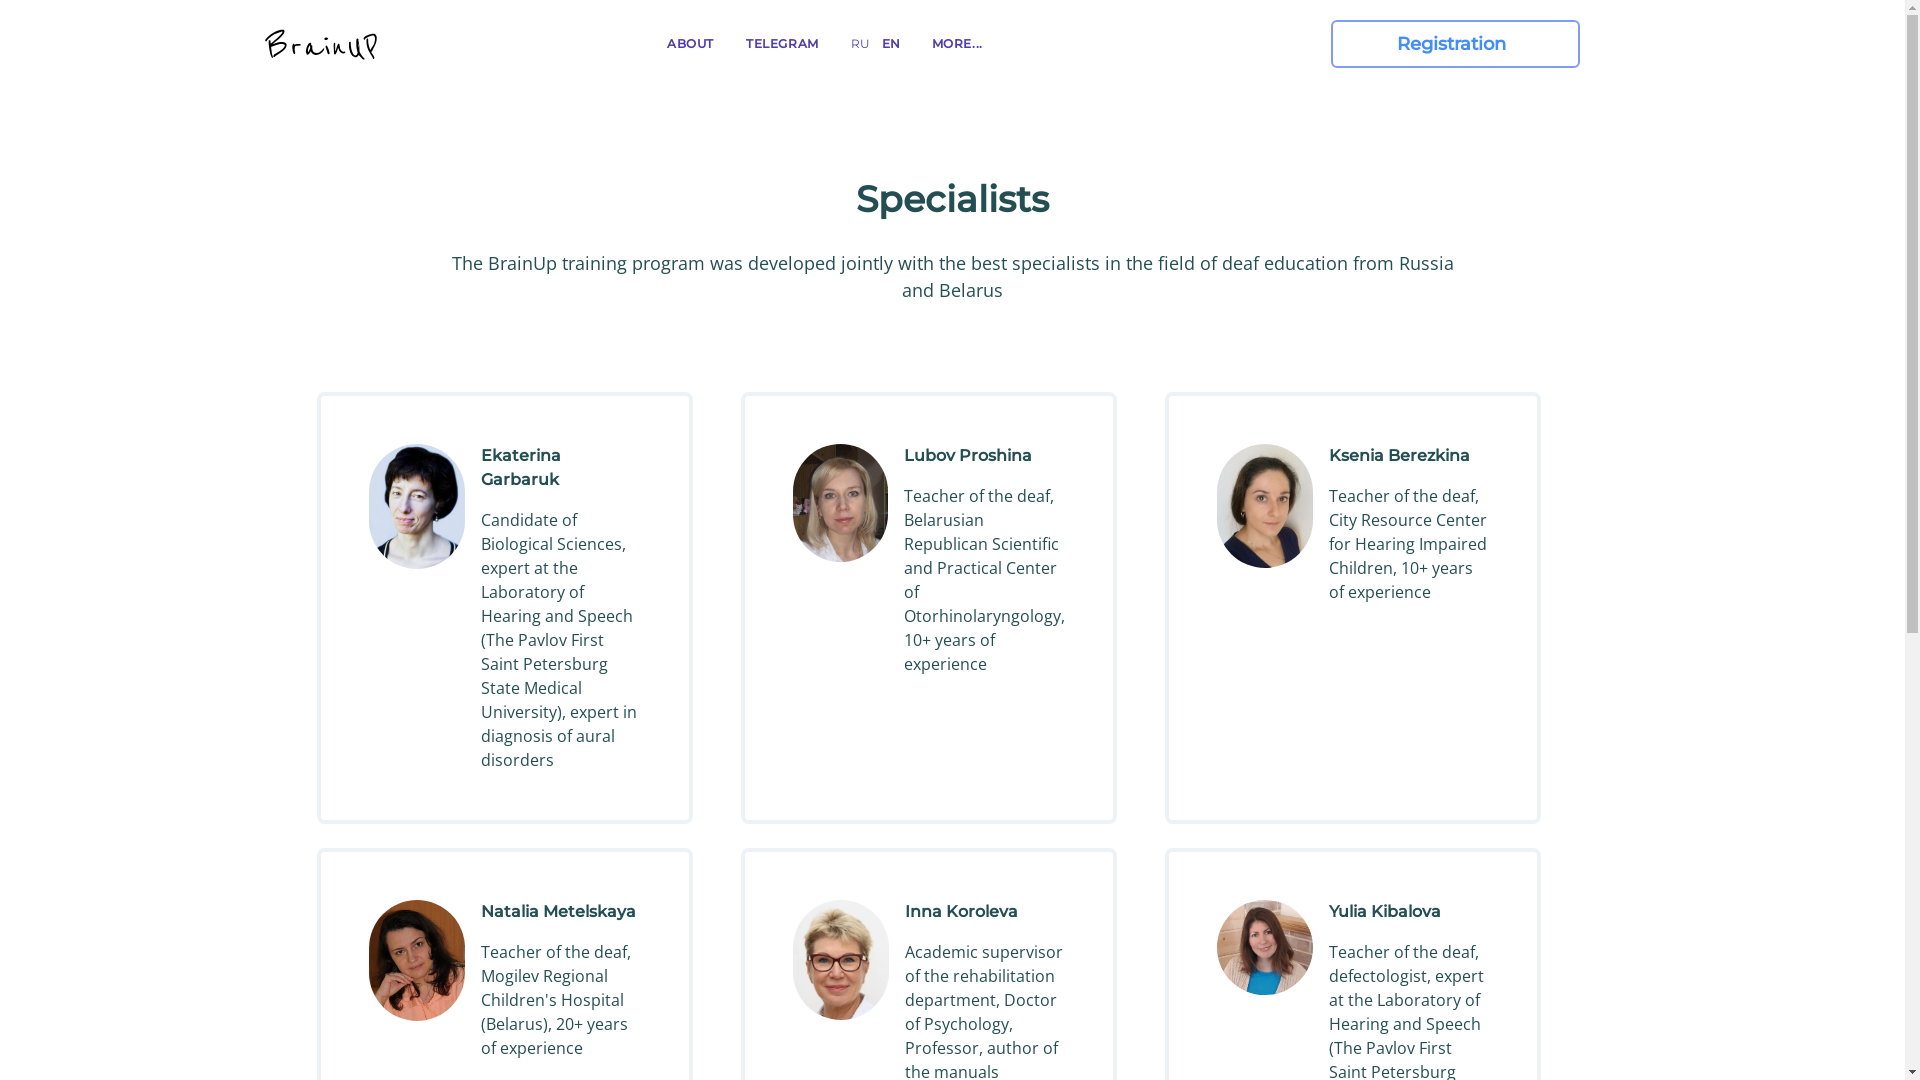 BrainUP
ABOUT
TELEGRAM
RU
EN
MORE...
Registration
Specialists
The BrainUp training program was developed jointly with the best specialists in the field of deaf education from Russia
and Belarus
Ekaterina
Garbaruk
Candidate of
Biological Sciences,
expert at the
Laboratory of
Hearing and Speech
(The Pavlov First
Saint Petersburg
State Medical
University), expert in
diagnosis of aural
disorders
Lubov Proshina
Teacher of the deaf,
Belarusian
Republican Scientific
and Practical Center
of
Otorhinolaryngology,
10+ years of
experience
Ksenia Berezkina
Teacher of the deaf,
City Resource Center
for Hearing Impaired
Children, 10+ years
of experience
Natalia Metelskaya
Teacher of the deaf,
Mogilev Regional
Children's Hospital
(Belarus), 20+ years
of experience
Inna Koroleva
Academic supervisor
of the rehabilitation
department, Doctor
of Psychology,
Professor, author of
the manuals
Yulia Kibalova
Teacher of the deaf,
defectologist, expert
at the Laboratory of
Hearing and Speech
(The Pavlov First
Saint Petersburg